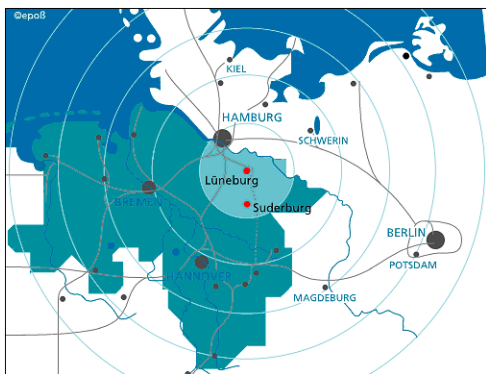 ©epoß
KIEL
HAMBURG
SCHWERIN
Lüneburg
BREMEN
Suderburg
BERLIN
POTSDAM
HANNOVER
MAGDEBURG